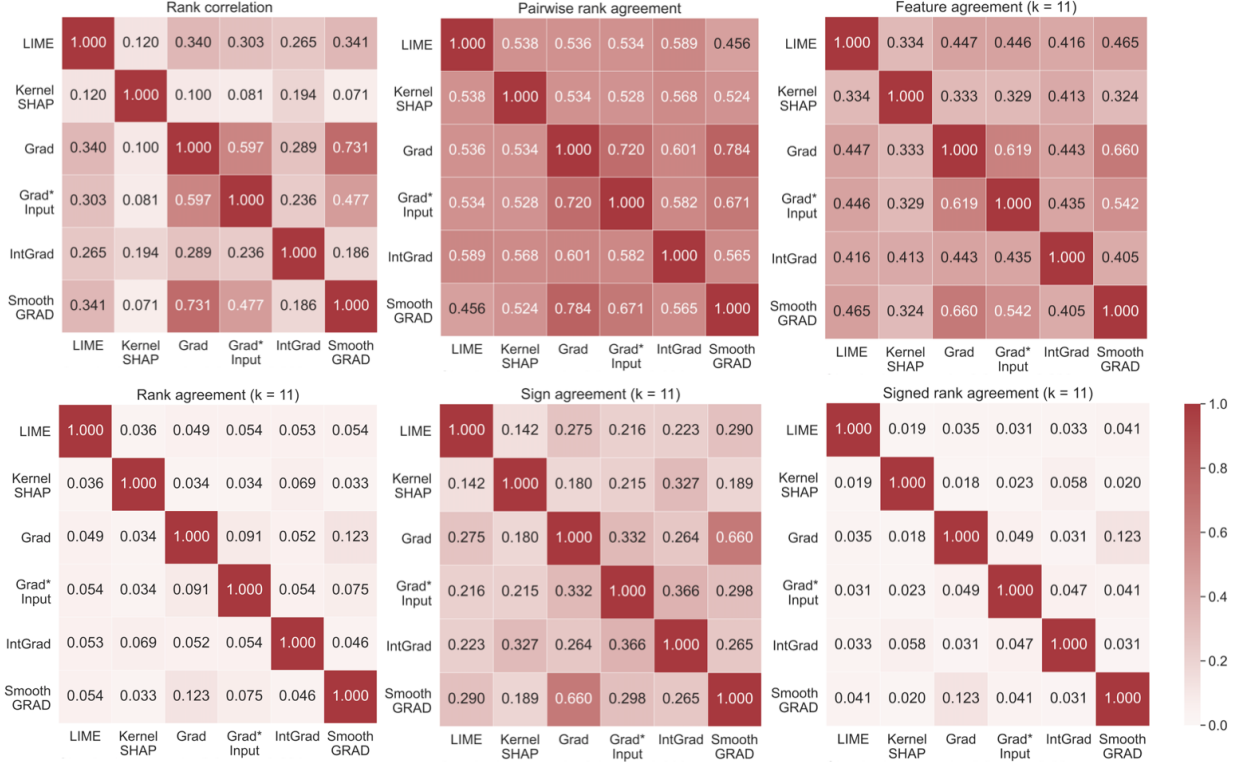 Rank correlation
LIME 1.000 0.120 0.340 0.303 0.265 0.341
Kernel
SHAP 0.120 1.000 0.100 0.081 0.194 0.071
Grad 0.340 0.100 1.000 0.597 0.289 0.731
Grad*
Input 0.303 0.081 0.597 1.000 0.236 0.477
IntGrad 0.265 0.194 0.289 0.236 1.000 0.186
Smooth
GRAD 0.341 0.071 0.731 0.477 0.186 1.000
LIME Kernel Grad Grad* IntGrad Smooth
SHAP Input GRAD
Pairwise rank agreement
LIME 1.000 0.538 0.536 0.534 0.589 0.456
Kernel
SHAP 0.538 1.000 0.534 0.528 0.568 0.524
Grad 0.536 0.534 1.000 0.720 0.601 0.784
Grad*
Input 0.534 0.528 0.720 1.000 0.582 0.671
IntGrad 0.589 0.568 0.601 0.582 1.000 0.565
Smooth
GRAD 0.456 0.524 0.784 0.671 0.565 1.000
LIME Kernel Grad Grad* IntGrad Smooth
SHAP Input GRAD
Feature agreement (k = 11)
LIME 1.000 0.334 0.447 0.446 0.416 0.465
Kernel
SHAP 0.334 1.000 0.333 0.329 0.413 0.324
Grad 0.447 0.333 1.000 0.619 0.443 0.660
Grad*
Input 0.446 0.329 0.619 1.000 0.435 0.542
IntGrad 0.416 0.413 0.443 0.435 1.000 0.405
Smooth
GRAD 0.465 0.324 0.660 0.542 0.405 1.000
LIME Kernel Grad Grad* IntGrad Smooth
SHAP Input GRAD
Rank agreement (k = 11)
LIME 1.000 0.036 0.049 0.054 0.053 0.054
Kernel
SHAP 0.036 1.000 0.034 0.034 0.069 0.033
Grad 0.049 0.034 1.000 0.091 0.052 0.123
Grad*
Input 0.054 0.034 0.091 1.000 0.054 0.075
IntGrad 0.053 0.069 0.052 0.054 1.000 0.046
Smooth
GRAD 0.054 0.033 0.123 0.075 0.046 1.000
LIME Kernel Grad Grad* IntGrad Smooth
SHAP Input GRAD
Sign agreement (k = 11)
LIME 1.000 0.142 0.275 0.216 0.223 0.290
Kernel
SHAP 0.142 1.000 0.180 0.215 0.327 0.189
Grad 0.275 0.180 1.000 0.332 0.264 0.660
Grad*
Input 0.216 0.215 0.332 1.000 0.366 0.298
IntGrad 0.223 0.327 0.264 0.366 1.000 0.265
Smooth
GRAD 0.290 0.189 0.660 0.298 0.265 1.000
LIME Kernel Grad Grad* IntGrad Smooth
SHAP Input GRAD
Signed rank agreement (k = 11)
LIME 1.000 0.019 0.035 0.031 0.033 0.041
Kernel
SHAP 0.019 1.000 0.018 0.023 0.058 0.020
Grad 0.035 0.018 1.000 0.049 0.031 0.123
Grad*
Input 0.031 0.023 0.049 1.000 0.047 0.041
IntGrad 0.033 0.058 0.031 0.047 1.000 0.031
Smooth
GRAD 0.041 0.020 0.123 0.041 0.031 1.000
LIME Kernel Grad Grad* IntGrad Smooth
SHAP Input GRAD
1.0
0.8
0.6
0.4
0.2
0.0